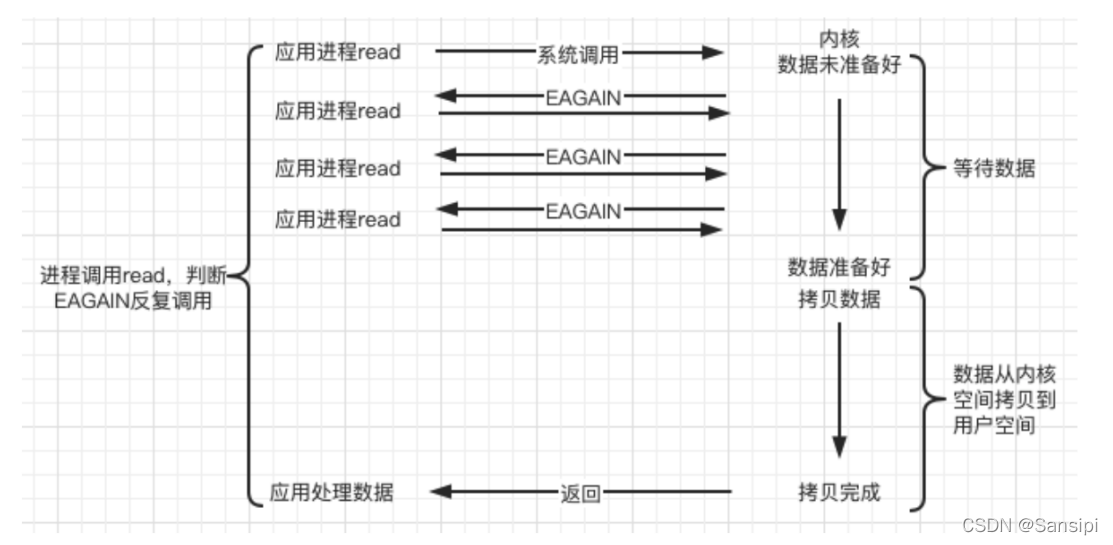 应用进程read
系统调用
内核
数据未准备好
EAGAIN
应用进程read
EAGAIN
应用进程read
等待数据
EAGAIN
应用进程read
进程调用read，判断
EAGAIN反复调用
数据准备好
拷贝数据
数据从内核
空间拷贝到
用户空间
应用处理数据
返回
拷贝完成
CSDN @Sansipi